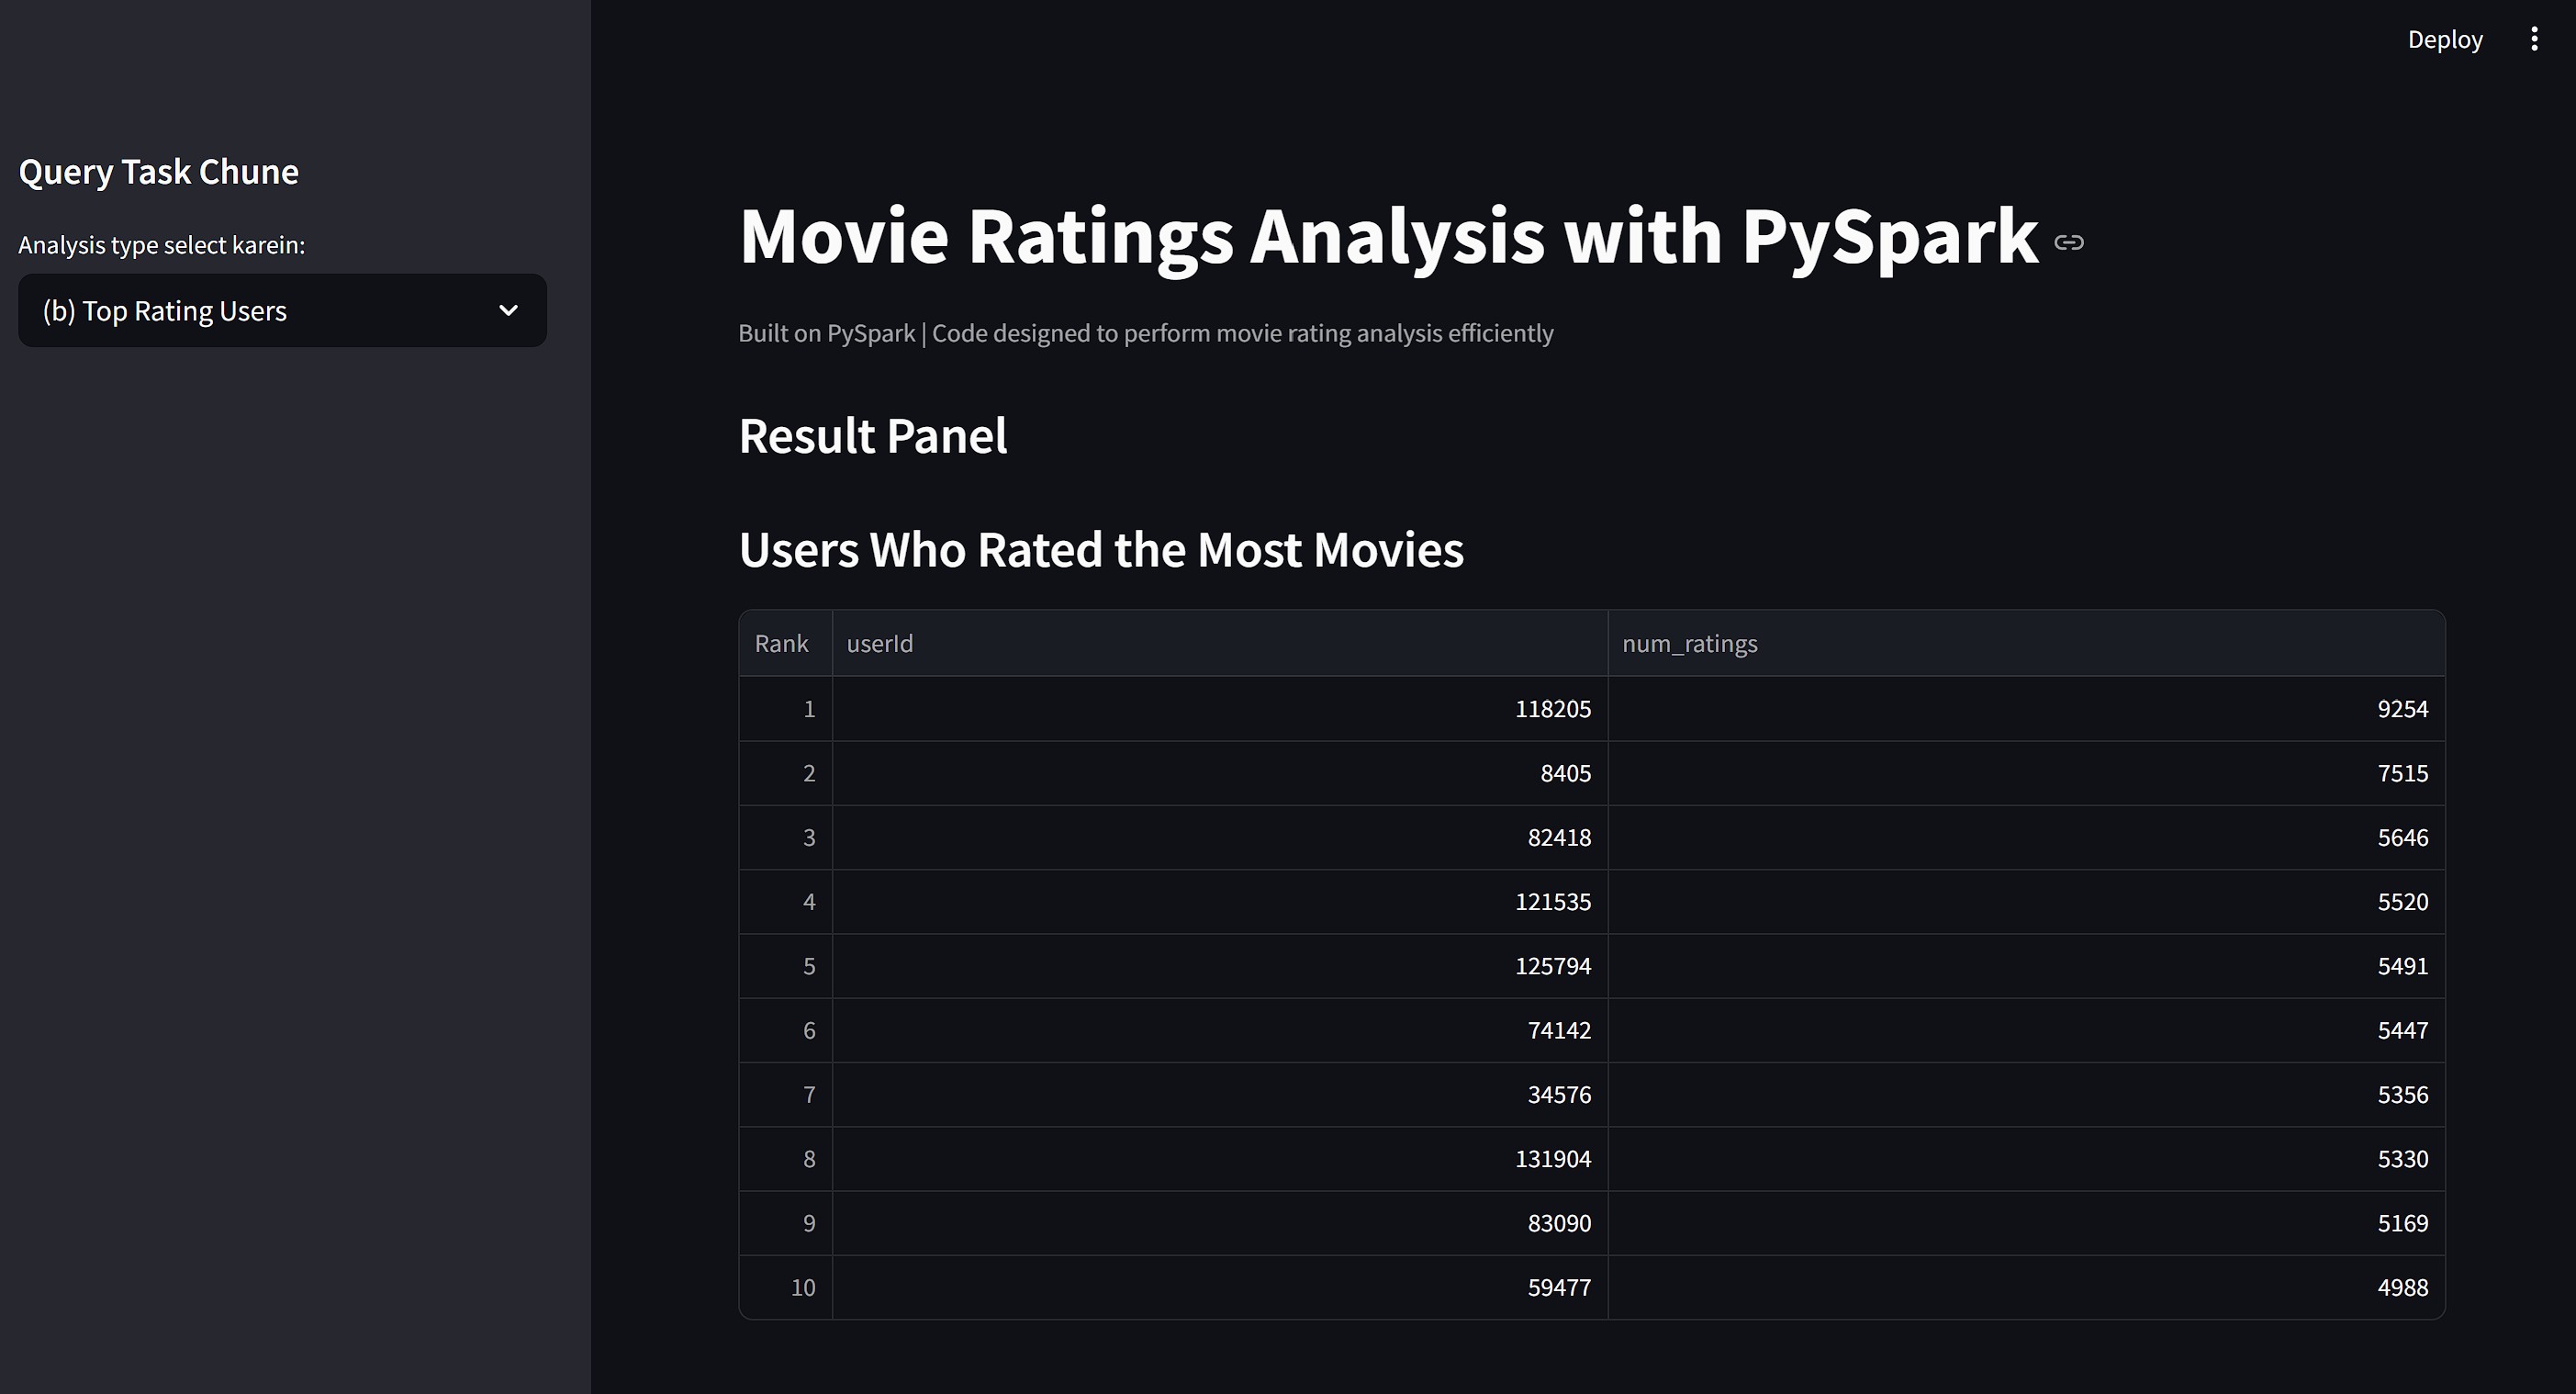 Deploy
Query Task Chune
Analysis type select karein:
(b) Top Rating Users
Movie Ratings Analysis with PySpark
Built on PySpark | Code designed to perform movie rating analysis efficiently
Result Panel
Users Who Rated the Most Movies
Rank userId num_ratings
1 118205 9254
2 8405 7515
3 82418 5646
4 121535 5520
5 125794 5491
6 74142 5447
7 34576 5356
8 131904 5330
9 83090 5169
10 59477 4988